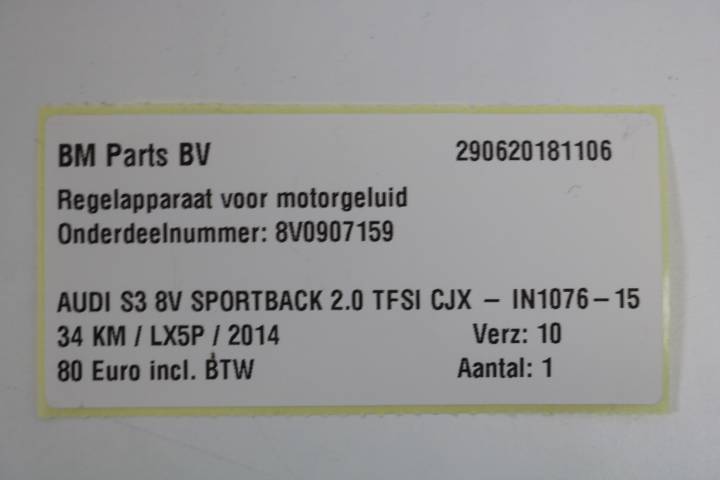 BM Parts BV 290620181106
Regelapparaat voor motorgeluid
Onderdeelnummer: 8V0907159
AUDI S3 8V SPORTBACK 2.0 TFSI CJX - IN1076-15
34 KM / LX5P / 2014 Verz: 10
80 Euro incl. BTW Aantal: 1